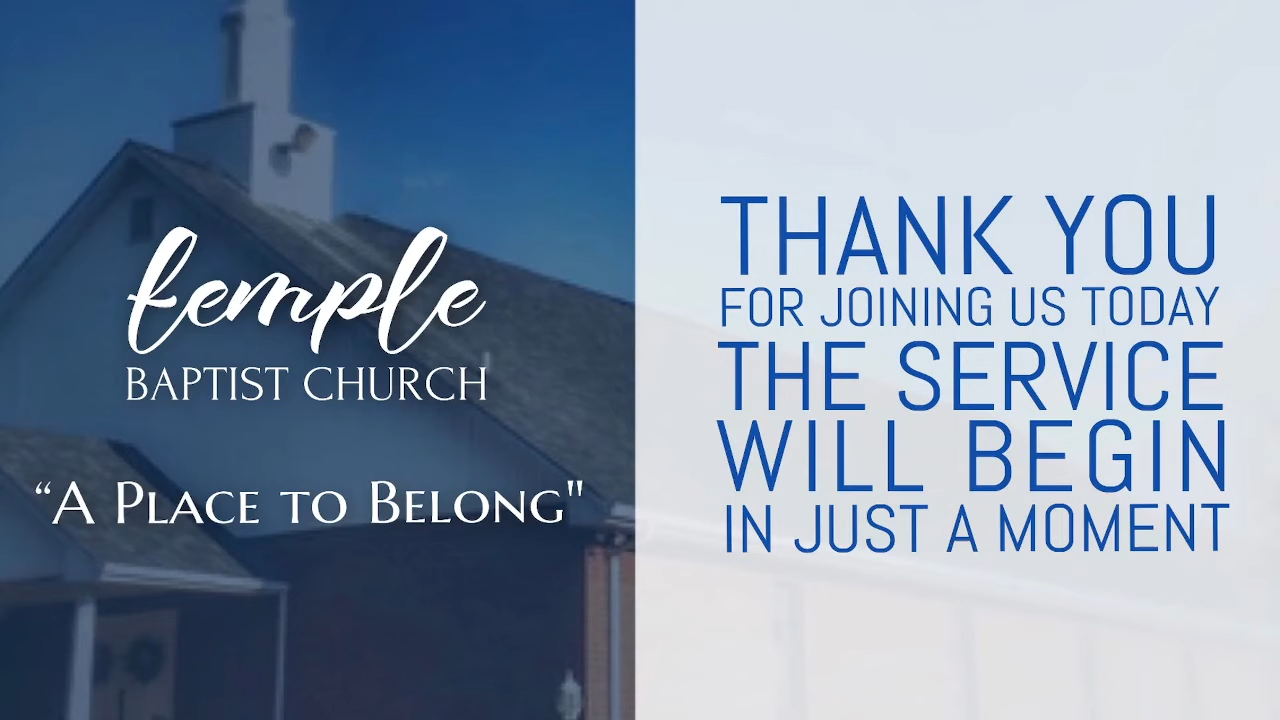 temple
BAPTIST CHURCH
“A PLACE TO BELONG"
THANK YOU
FOR JOINING US TODAY
THE SERVICE
WILL BEGIN
IN JUST A MOMENT